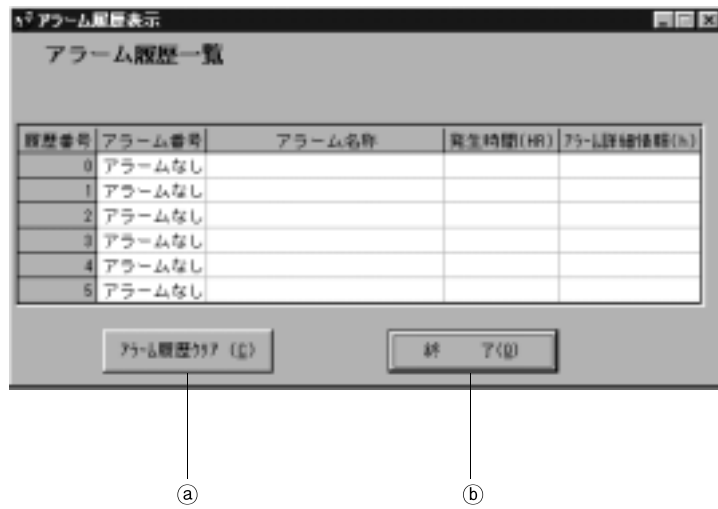 アラーム履歴表示
アラーム履歴一覧
履歴番号 アラーム番号 アラーム名称 発生時間(HR) アラーム詳細情報(h)
0 アラームなし
1 アラームなし
2 アラームなし
3 アラームなし
4 アラームなし
5 アラームなし
アラーム履歴クリア (C) 終 了(Q)
ⓐ ⓑ